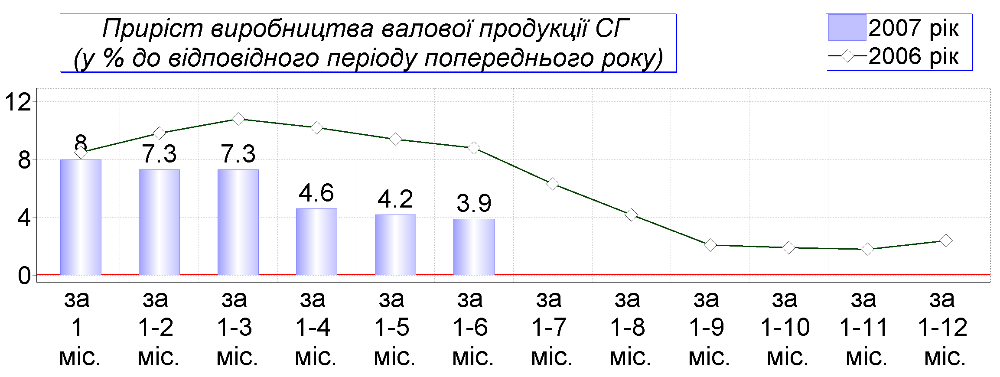 Приріст виробництва валової продукції СГ
(у % до відповідного періоду попереднього року)
2007 рік
2006 рік
12
8
4
0
8
7.3
7.3
4.6
4.2
3.9
за 1 міс.
за 1-2 міс.
за 1-3 міс.
за 1-4 міс.
за 1-5 міс.
за 1-6 міс.
за 1-7 міс.
за 1-8 міс.
за 1-9 міс.
за 1-10 міс.
за 1-11 міс.
за 1-12 міс.